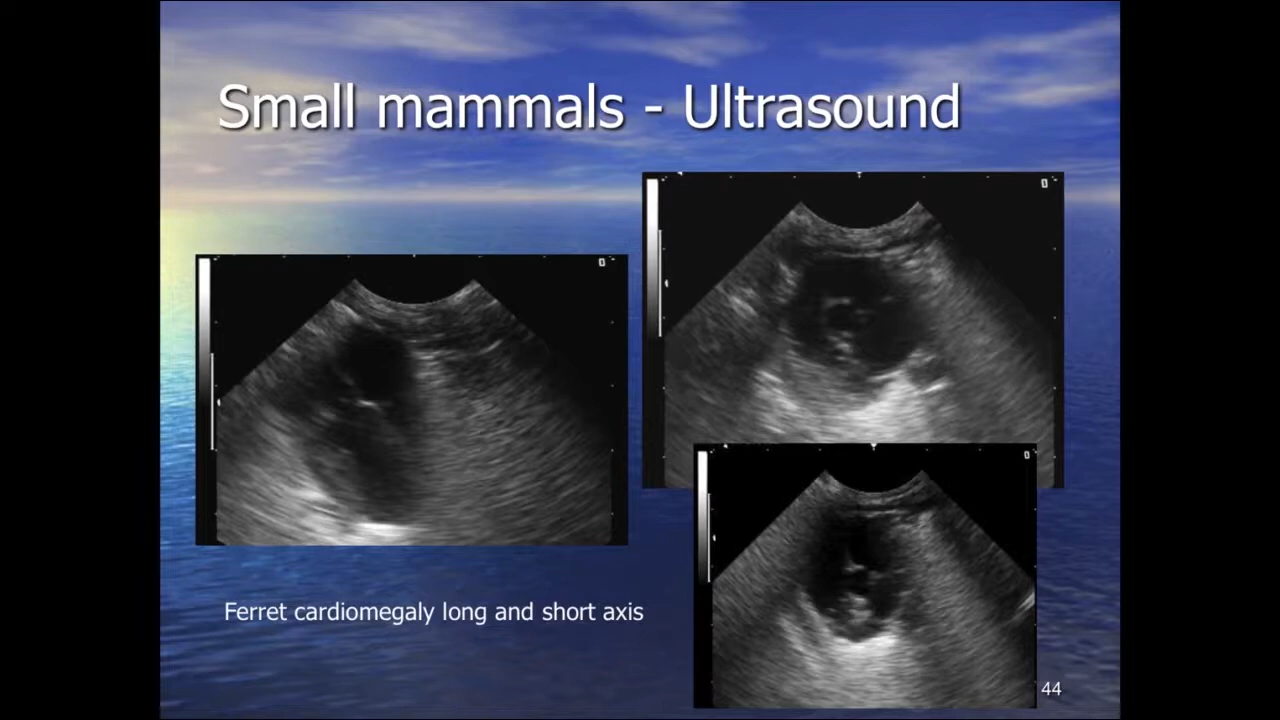 Small mammals - Ultrasound
Ferret cardiomegaly long and short axis
44